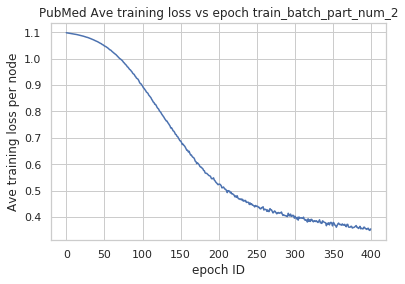 PubMed Ave training loss vs epoch train_batch_part_num_2
Ave training loss per node
1.1
1.0
0.9
0.8
0.7
0.6
0.5
0.4
0 50 100 150 200 250 300 350 400
epoch ID